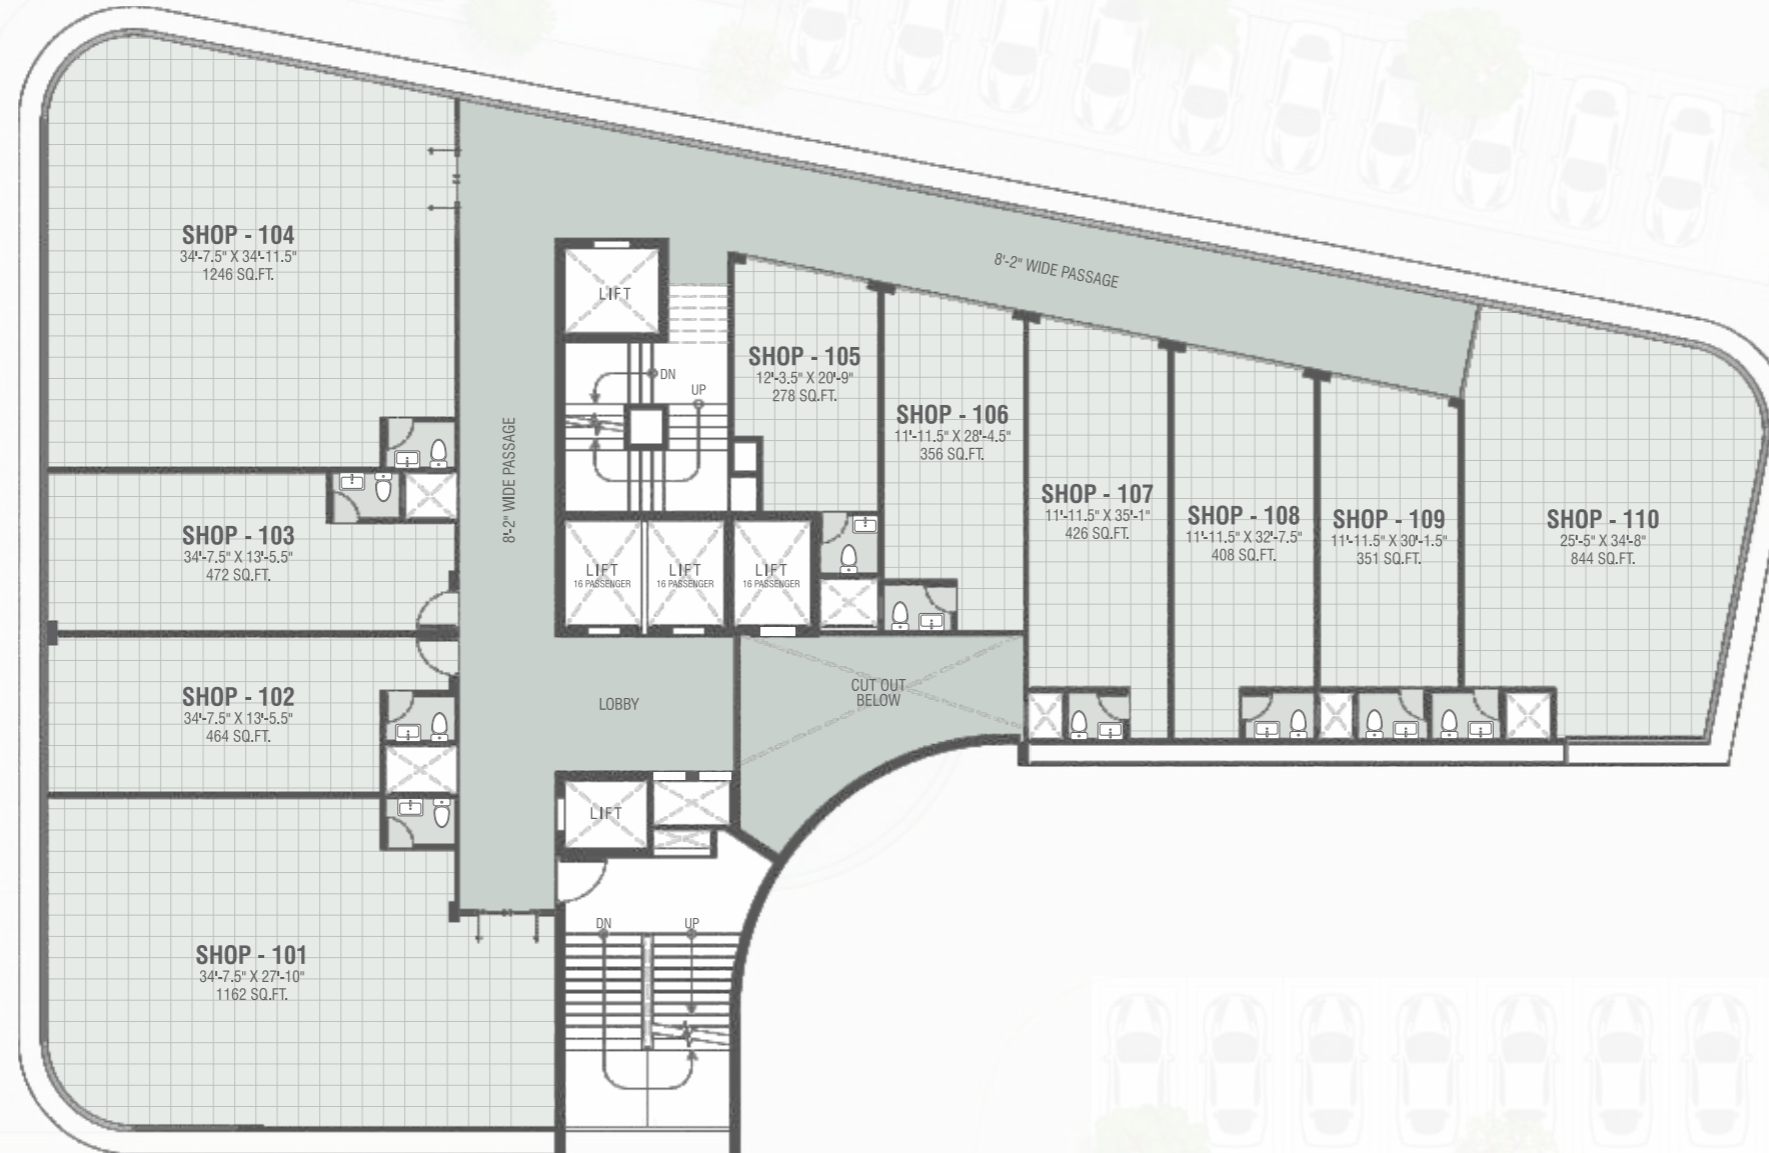 SHOP - 104
34'-7.5" X 34'-11.5"
1246 SQ.FT.
8'-2" WIDE PASSAGE
LIFT
SHOP - 105
12'-3.5" X 20'-9"
278 SQ.FT.
DN
UP
SHOP - 106
11'-11.5" X 28'-4.5"
356 SQ.FT.
8'-2" WIDE PASSAGE
SHOP - 107
11'-11.5" X 35'-1"
426 SQ.FT.
SHOP - 108
11'-11.5" X 32'-7.5"
408 SQ.FT.
SHOP - 109
11'-11.5" X 30'-1.5"
351 SQ.FT.
SHOP - 110
25'-5" X 34'-8"
844 SQ.FT.
SHOP - 103
34'-7.5" X 13'-5.5"
472 SQ.FT.
LIFT
16 PASSENGER
LIFT
16 PASSENGER
LIFT
16 PASSENGER
SHOP - 102
34'-7.5" X 13'-5.5"
464 SQ.FT.
LOBBY
CUT OUT
BELOW
LIFT
DN
UP
SHOP - 101
34'-7.5" X 27'-10"
1162 SQ.FT.